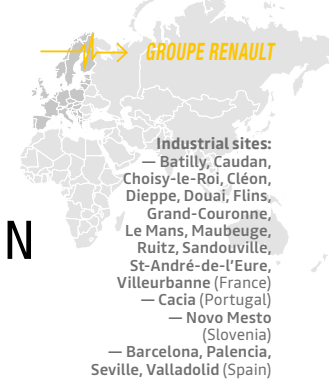 GROUPE RENAULT
Industrial sites:
— Batilly, Caudan,
Choisy-le-Roi, Cléon,
Dieppe, Douai, Flins,
Grand-Couronne,
Le Mans, Maubeuge,
Ruitz, Sandouville,
St-André-de-l'Eure,
Villeurbanne (France)
— Cacia (Portugal)
— Novo Mesto
(Slovenia)
— Barcelona, Palencia,
Seville, Valladolid (Spain)
N